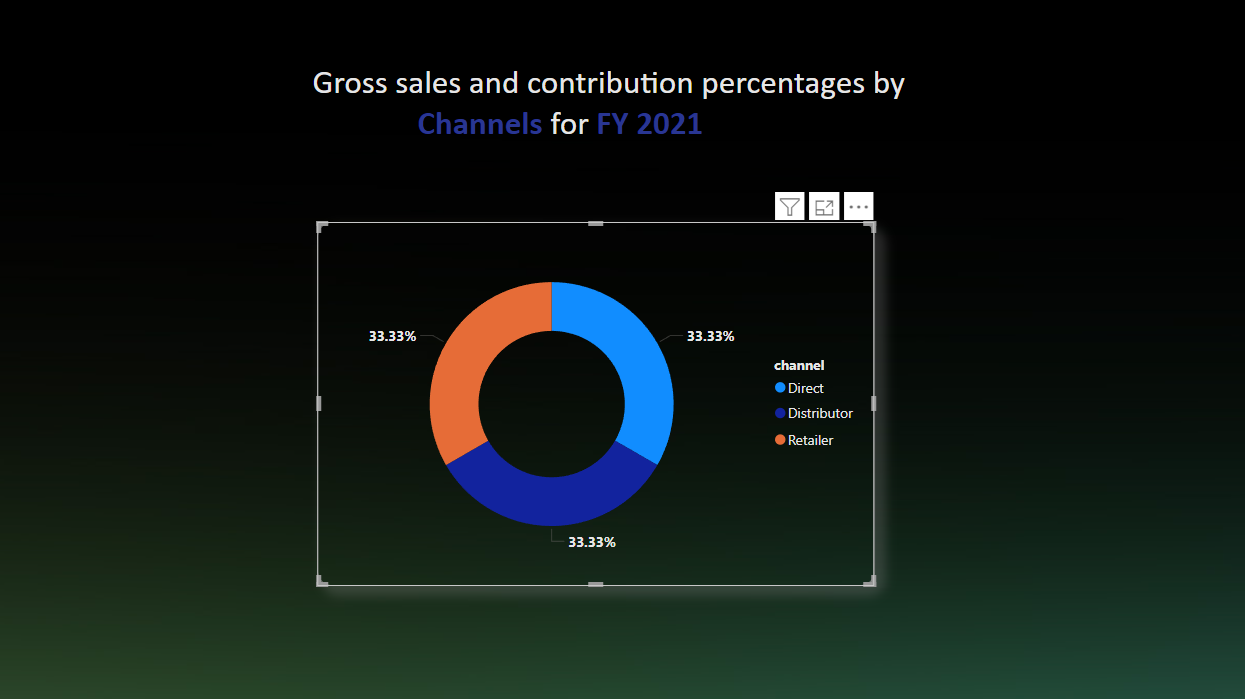 Gross sales and contribution percentages by
Channels for FY 2021
33.33%
33.33%
channel
Direct
Distributor
Retailer
33.33%